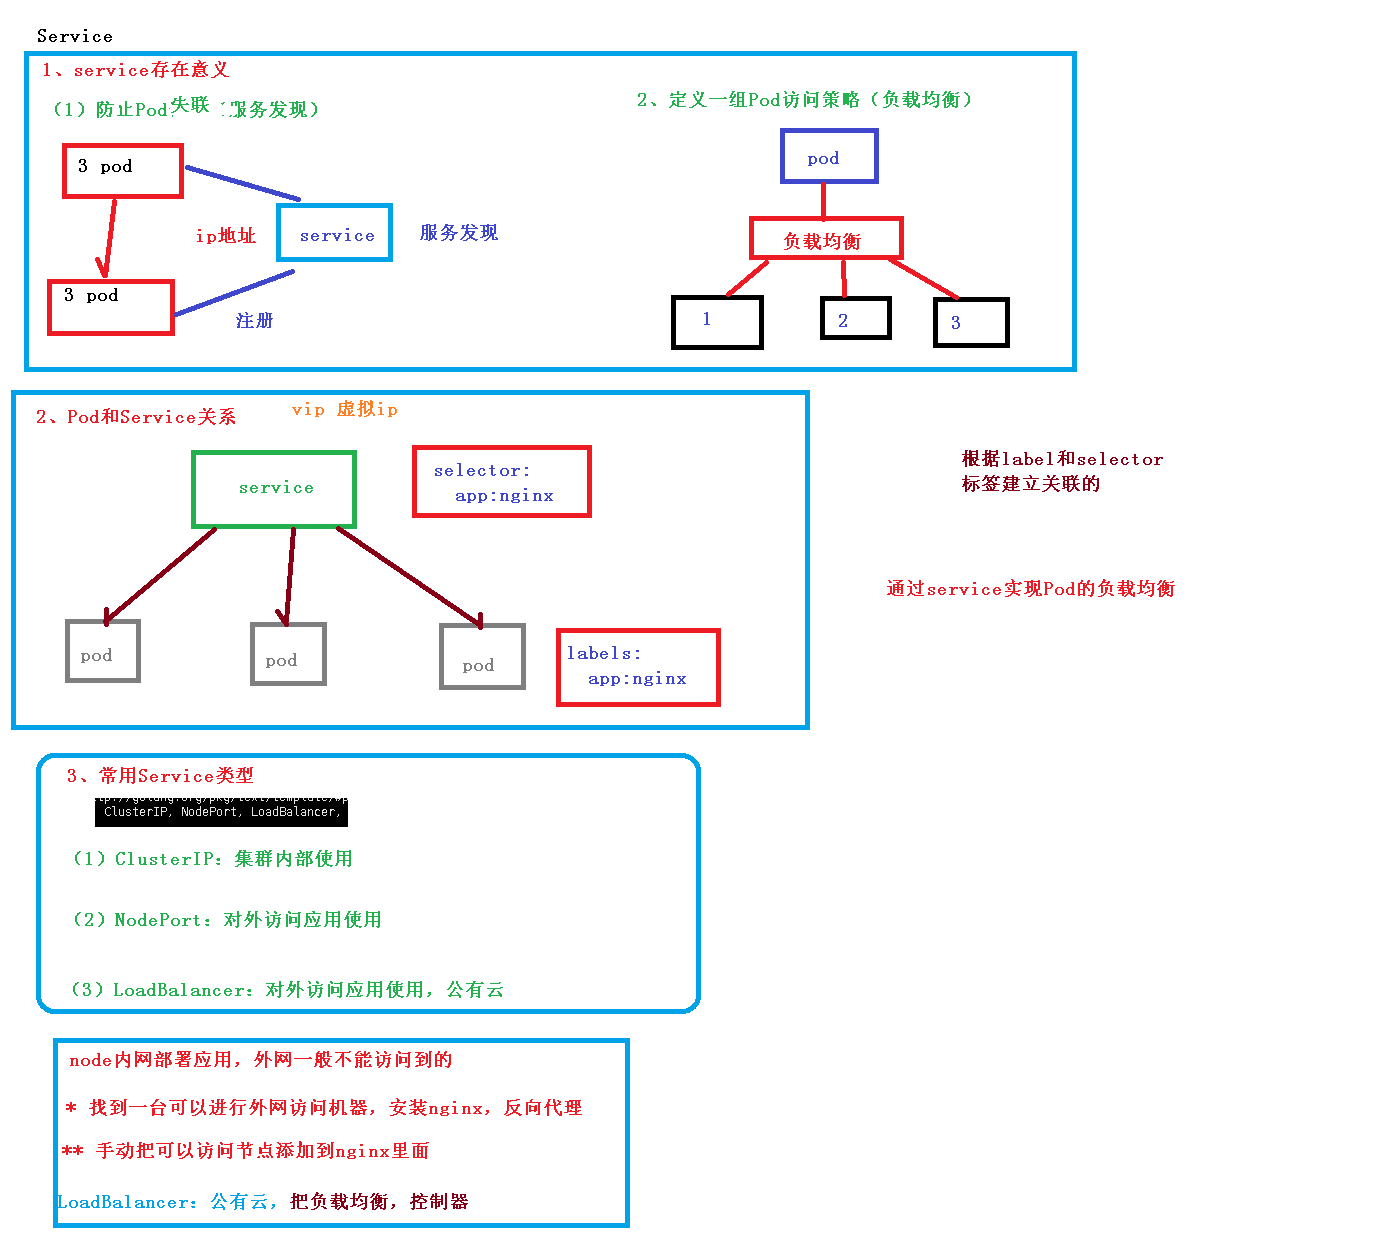 Service
1、service存在意义
（1）防止Pod失联（服务发现）
3 pod
ip地址
service
服务发现
3 pod
注册
2、定义一组Pod访问策略（负载均衡）
pod
负载均衡
1
2
3
2、Pod和Service关系
vip 虚拟ip
service
selector:
app:nginx
pod
pod
pod
labels:
app:nginx
根据label和selector
标签建立关联的
通过service实现Pod的负载均衡
3、常用Service类型
ClusterIP, NodePort, LoadBalancer,
（1）ClusterIP：集群内部使用
（2）NodePort：对外访问应用使用
（3）LoadBalancer：对外访问应用使用，公有云
node内网部署应用，外网一般不能访问到的
* 找到一台可以进行外网访问机器，安装nginx，反向代理
** 手动把可以访问节点添加到nginx里面
LoadBalancer：公有云，把负载均衡，控制器